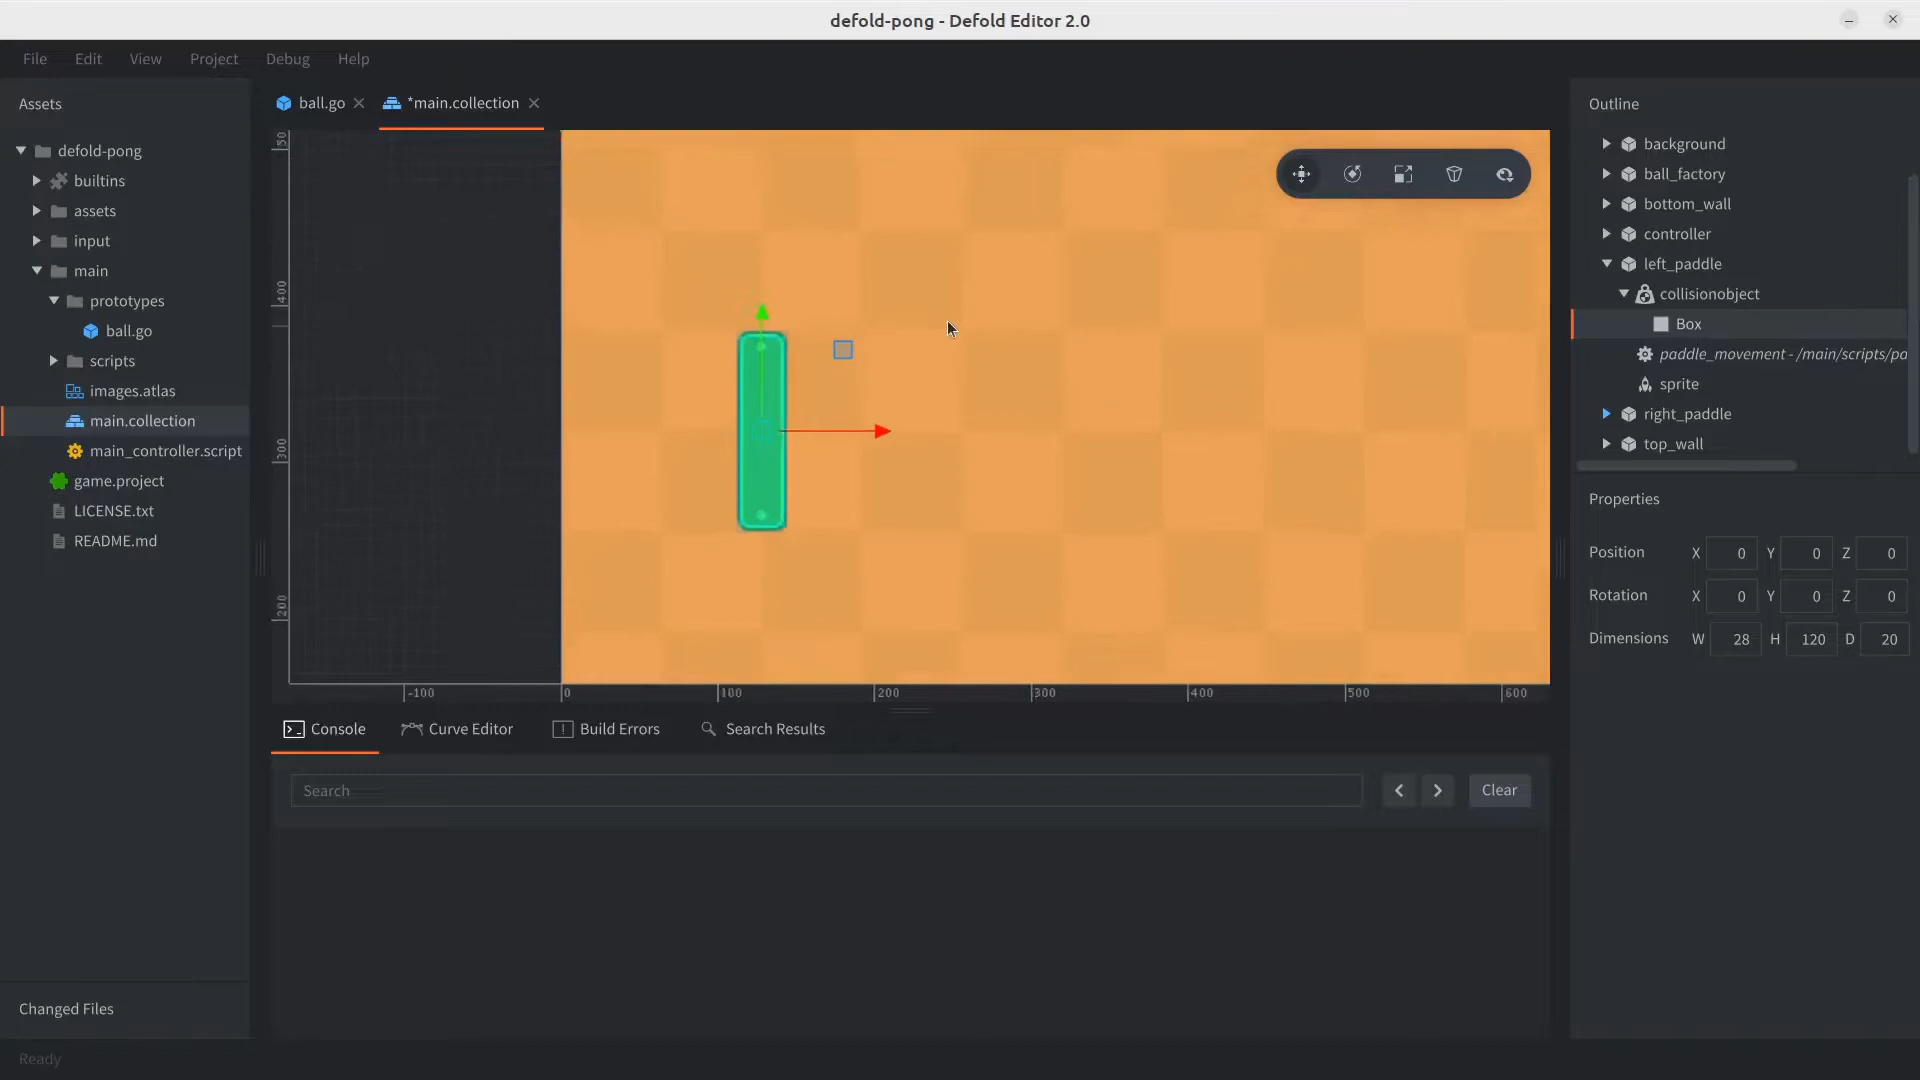 defold-pong - Defold Editor 2.0
File Edit View Project Debug Help
Assets
defold-pong
builtins
assets
input
main
prototypes
ball.go
scripts
images.atlas
main.collection
main_controller.script
game.project
LICENSE.txt
README.md
Changed Files
Ready
ball.go *main.collection
400
300
200
-100 0 100 200 300 400 500 600
Console Curve Editor Build Errors Search Results
Search Clear
Outline
background
ball_factory
bottom_wall
controller
left_paddle
collisionobject
Box
paddle_movement - /main/scripts/pa
sprite
right_paddle
top_wall
Properties
Position X 0 Y 0 Z 0
Rotation X 0 Y 0 Z 0
Dimensions W 28 H 120 D 20